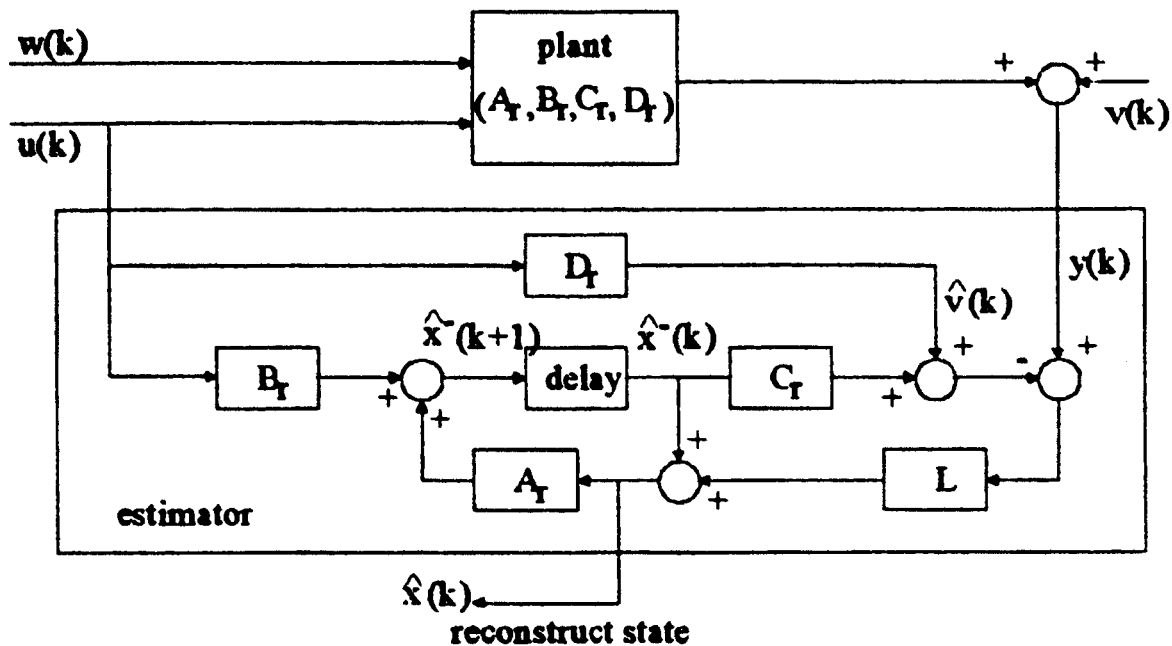 w(k)
plant
(A_r, B_r, C_r, D_r)
+
+
v(k)
u(k)
D_r
y(k)
v̂(k)
x̂⁻(k+1)
x̂⁻(k)
+
-
+
B_r
delay
C_r
+
+
+
+
A_r
+
L
estimator
x̂(k)
reconstruct state